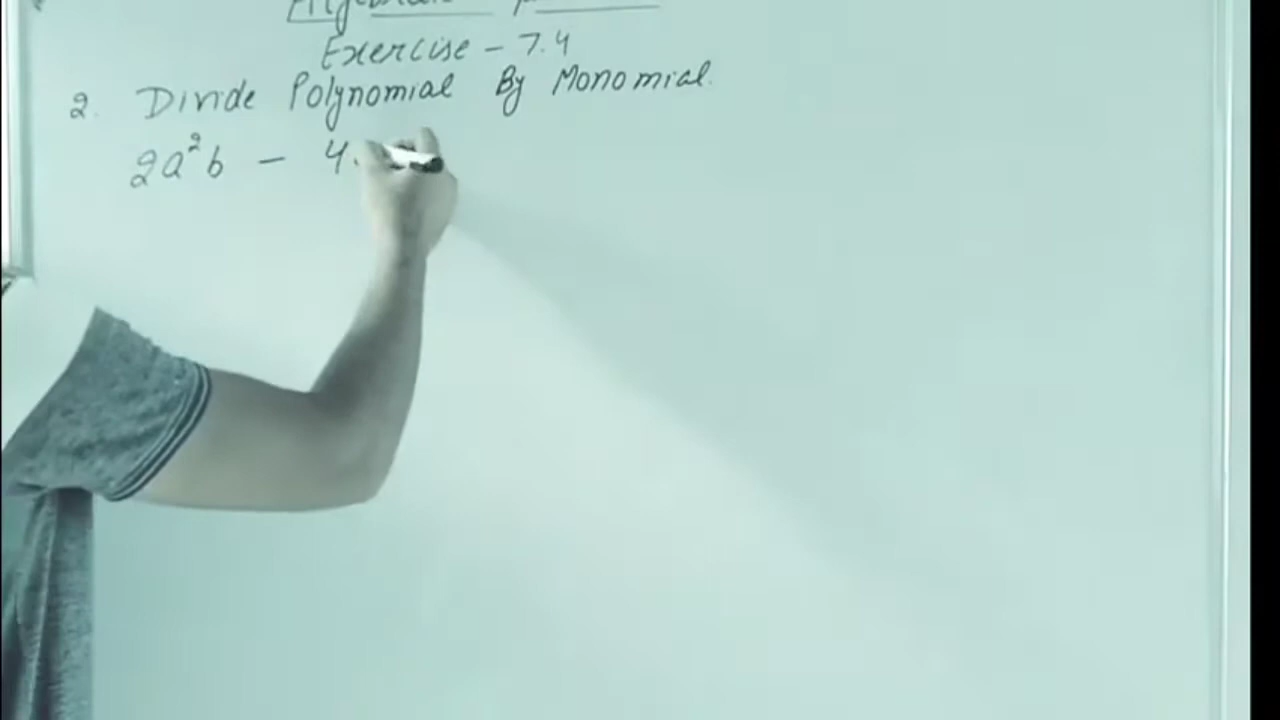 Exercise - 7.4
2. Divide Polynomial By Monomial.
2a²b - 4